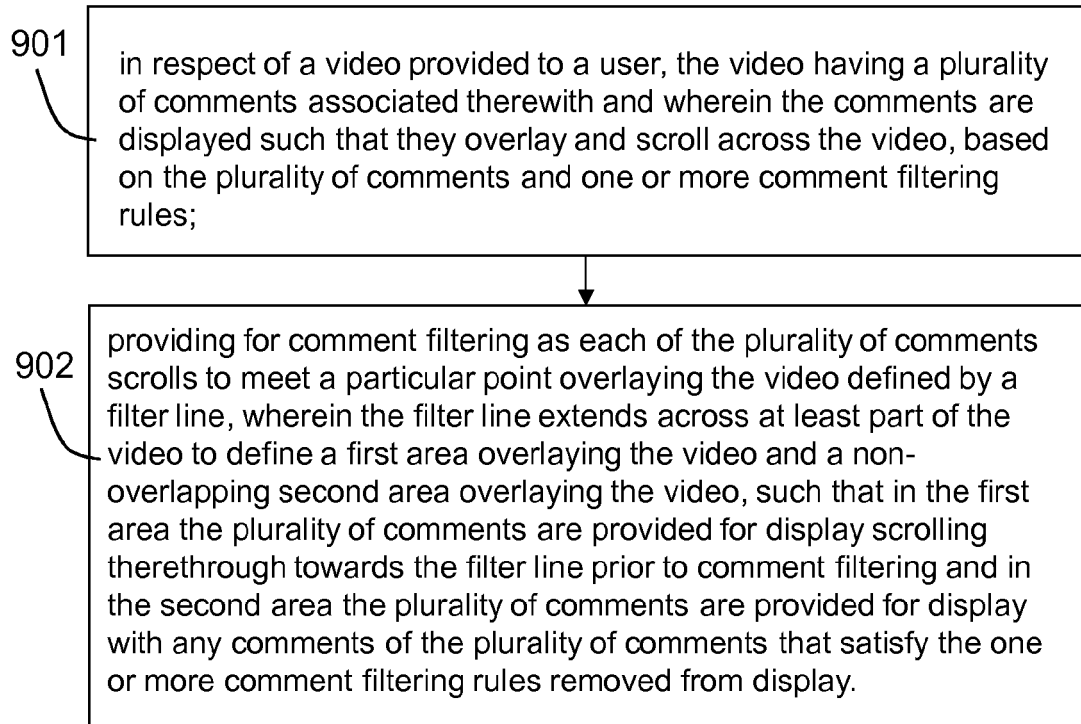 901
in respect of a video provided to a user, the video having a plurality
of comments associated therewith and wherein the comments are
displayed such that they overlay and scroll across the video, based
on the plurality of comments and one or more comment filtering
rules;
902
providing for comment filtering as each of the plurality of comments
scrolls to meet a particular point overlaying the video defined by a
filter line, wherein the filter line extends across at least part of the
video to define a first area overlaying the video and a non-
overlapping second area overlaying the video, such that in the first
area the plurality of comments are provided for display scrolling
therethrough towards the filter line prior to comment filtering and in
the second area the plurality of comments are provided for display
with any comments of the plurality of comments that satisfy the one
or more comment filtering rules removed from display.